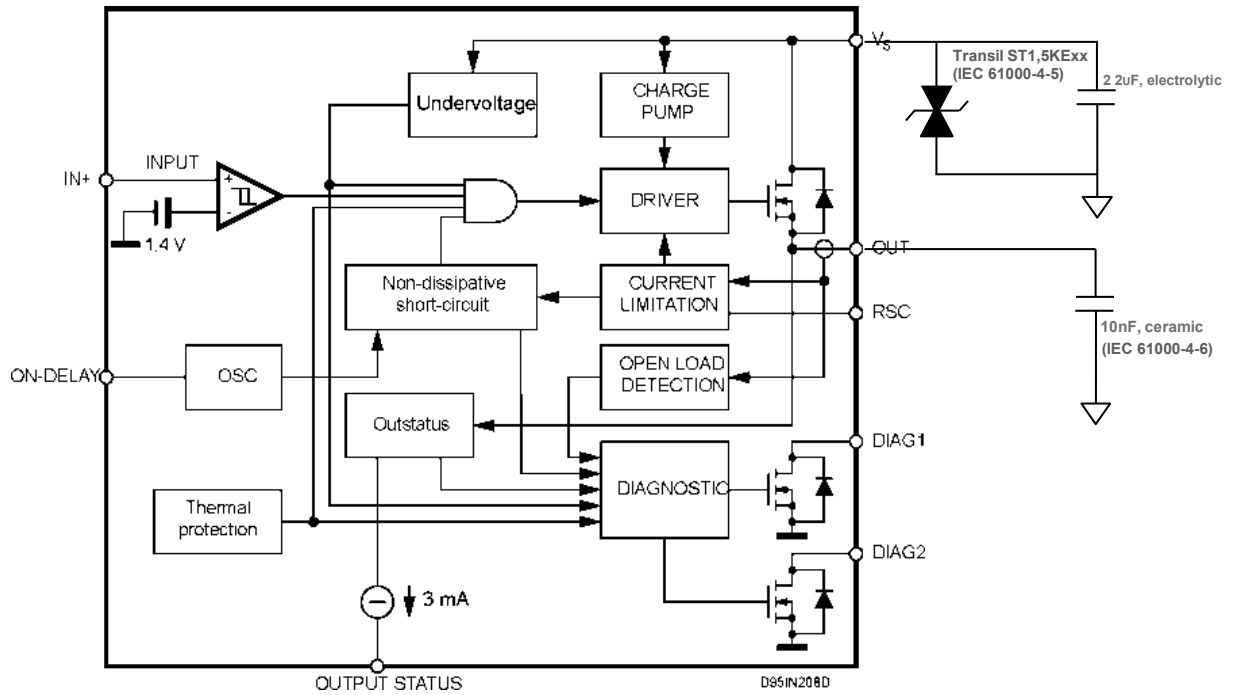 Vs
Transil ST1,5KExx
(IEC 61000-4-5)
2 2uF, electrolytic
Undervoltage
CHARGE
PUMP
INPUT
IN+
+
-
1.4 V
DRIVER
OUT
Non-dissipative
short-circuit
CURRENT
LIMITATION
RSC
10nF, ceramic
(IEC 61000-4-6)
ON-DELAY
OSC
OPEN LOAD
DETECTION
Outstatus
DIAG1
DIAGNOSTIC
Thermal
protection
DIAG2
3 mA
OUTPUT STATUS
D95IN208D